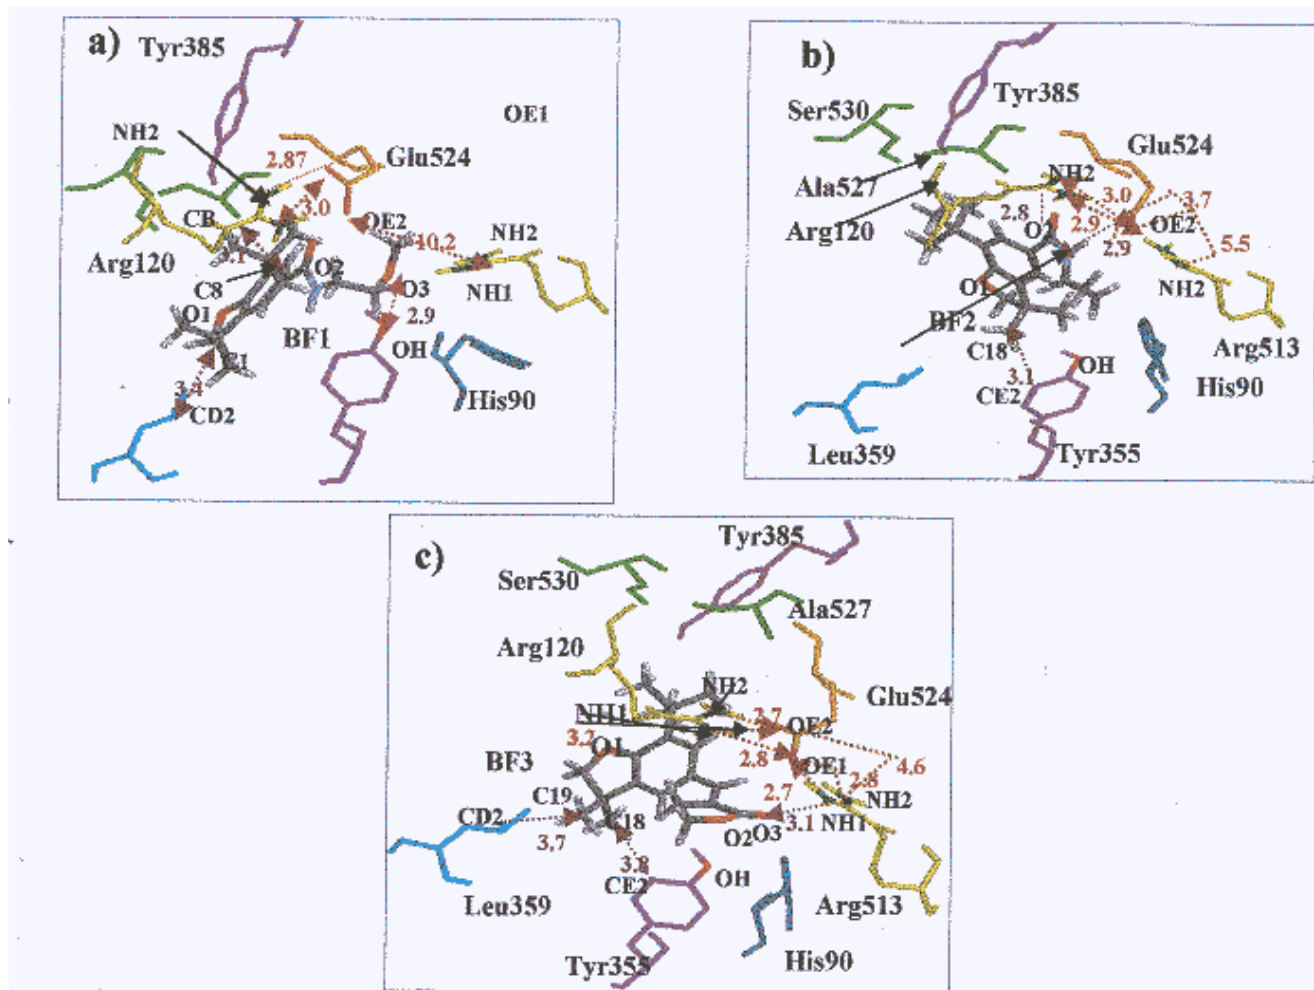 a)
Tyr385
OE1
NH2
2.87
Glu524
3.0
CB
OE2
10.2
NH2
Arg120
O2
C8
O3
NH1
O1
BF1
2.9
OH
C1
His90
3.4
CD2
b)
Tyr385
Ser530
Glu524
Ala527
NH2
3.0
3.7
2.8
2.9
OE2
Arg120
O2
2.9
5.5
O1
NH2
BF2
C18
Arg513
3.1
OH
CE2
His90
Leu359
Tyr355
c)
Tyr385
Ser530
Ala527
Arg120
NH2
Glu524
NH1
2.7
OE2
3.2
O1
2.8
4.6
BF3
OE1
2.8
C19
2.7
NH2
CD2
C18
3.1
NH1
3,7
O2
O3
3.8
CE2
OH
Leu359
Arg513
Tyr355
His90